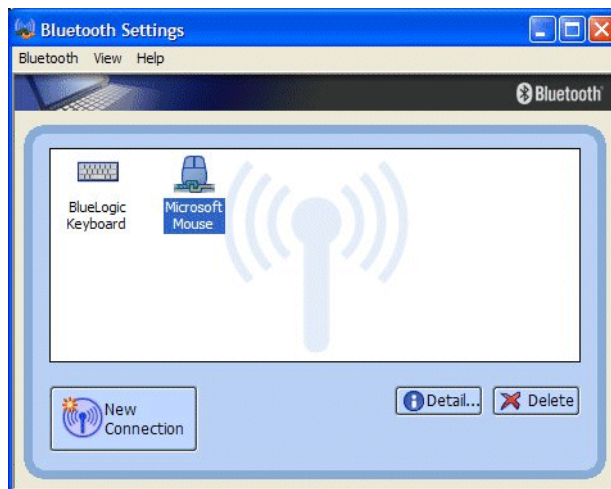 Bluetooth Settings
Bluetooth View Help
Bluetooth
BlueLogic
Keyboard
Microsoft
Mouse
New
Connection
Detail...
Delete